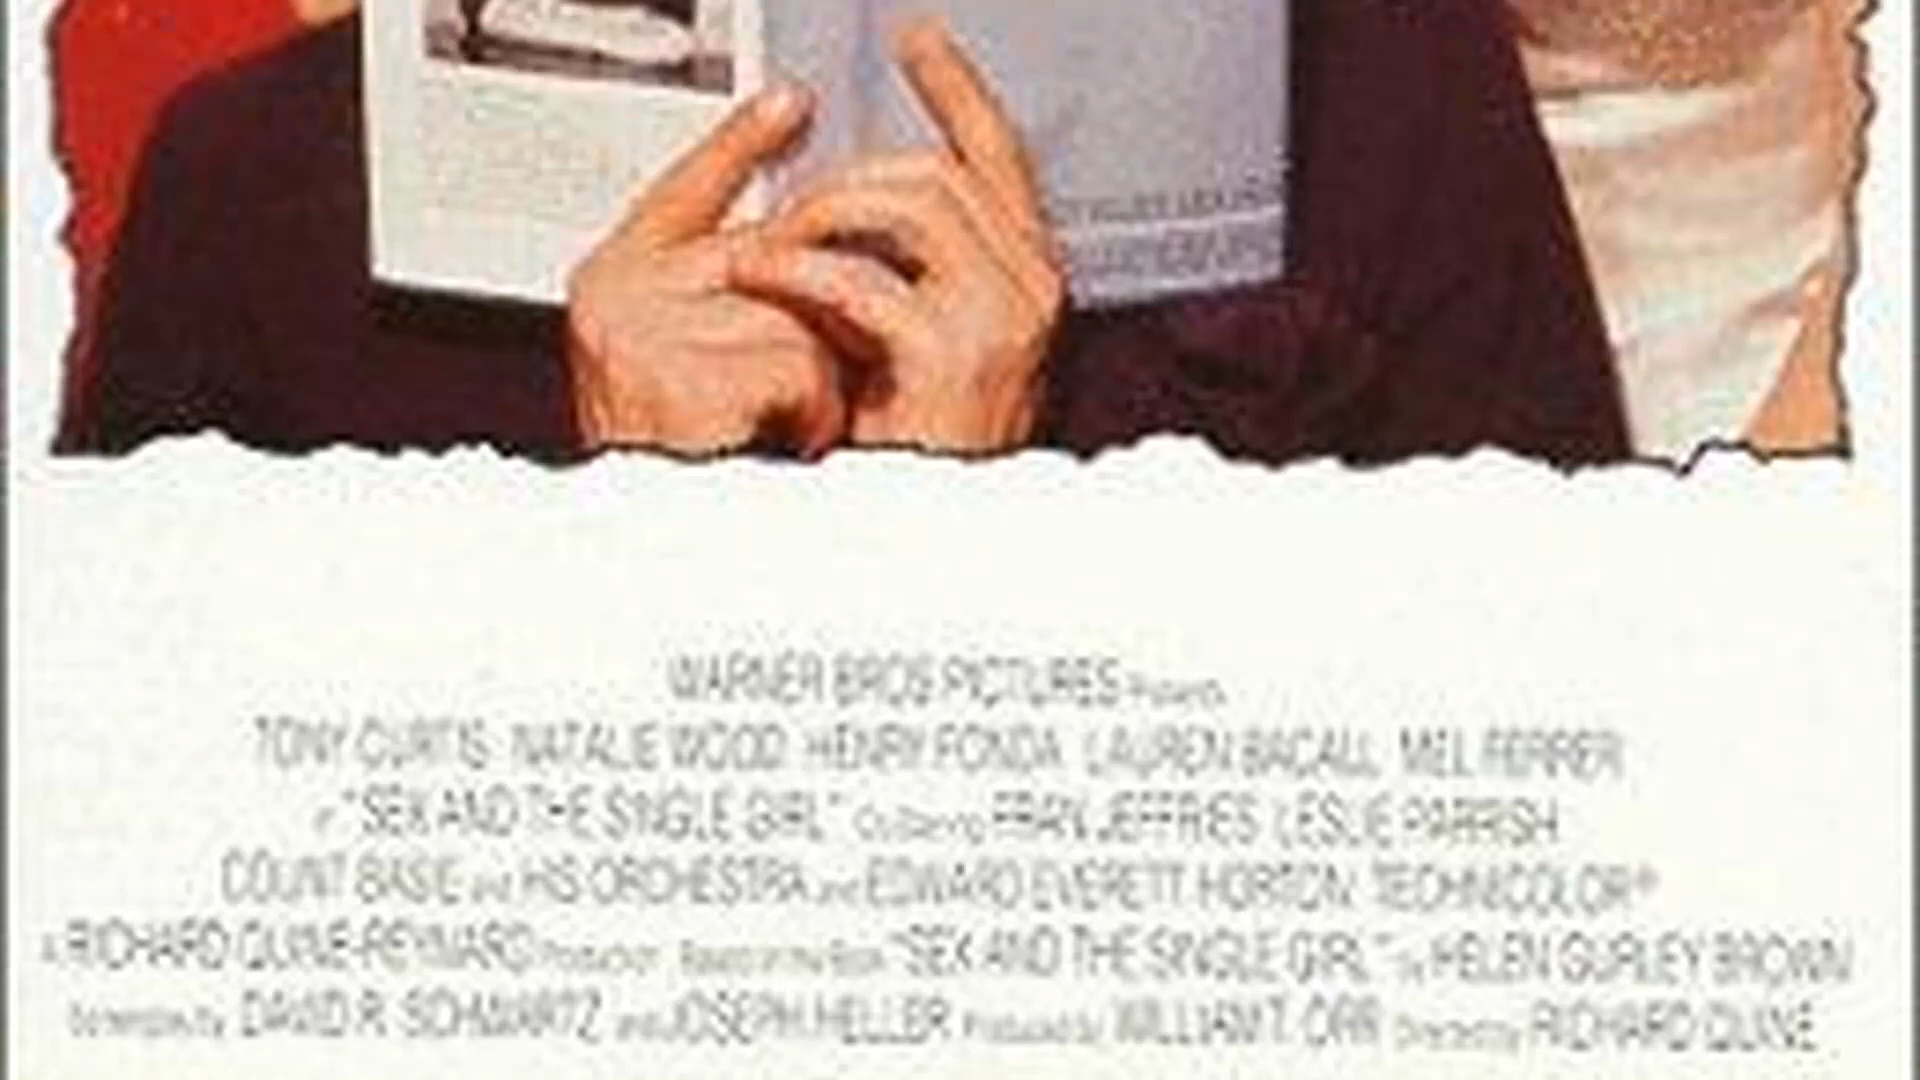 WARNER BROS PICTURES Presents
TONY CURTIS NATALIE WOOD HENRY FONDA LAUREN BACALL MEL FERRER
in "SEX AND THE SINGLE GIRL" Co-Starring FRAN JEFFRIES LESLIE PARRISH
COUNT BASIE and HIS ORCHESTRA and EDWARD EVERETT HORTON TECHNICOLOR®
A RICHARD QUINE-REYNARD Production Based on the Book "SEX AND THE SINGLE GIRL" by HELEN GURLEY BROWN
Screenplay by DAVID R. SCHWARTZ and JOSEPH HELLER Produced by WILLIAM T. ORR Directed by RICHARD QUINE